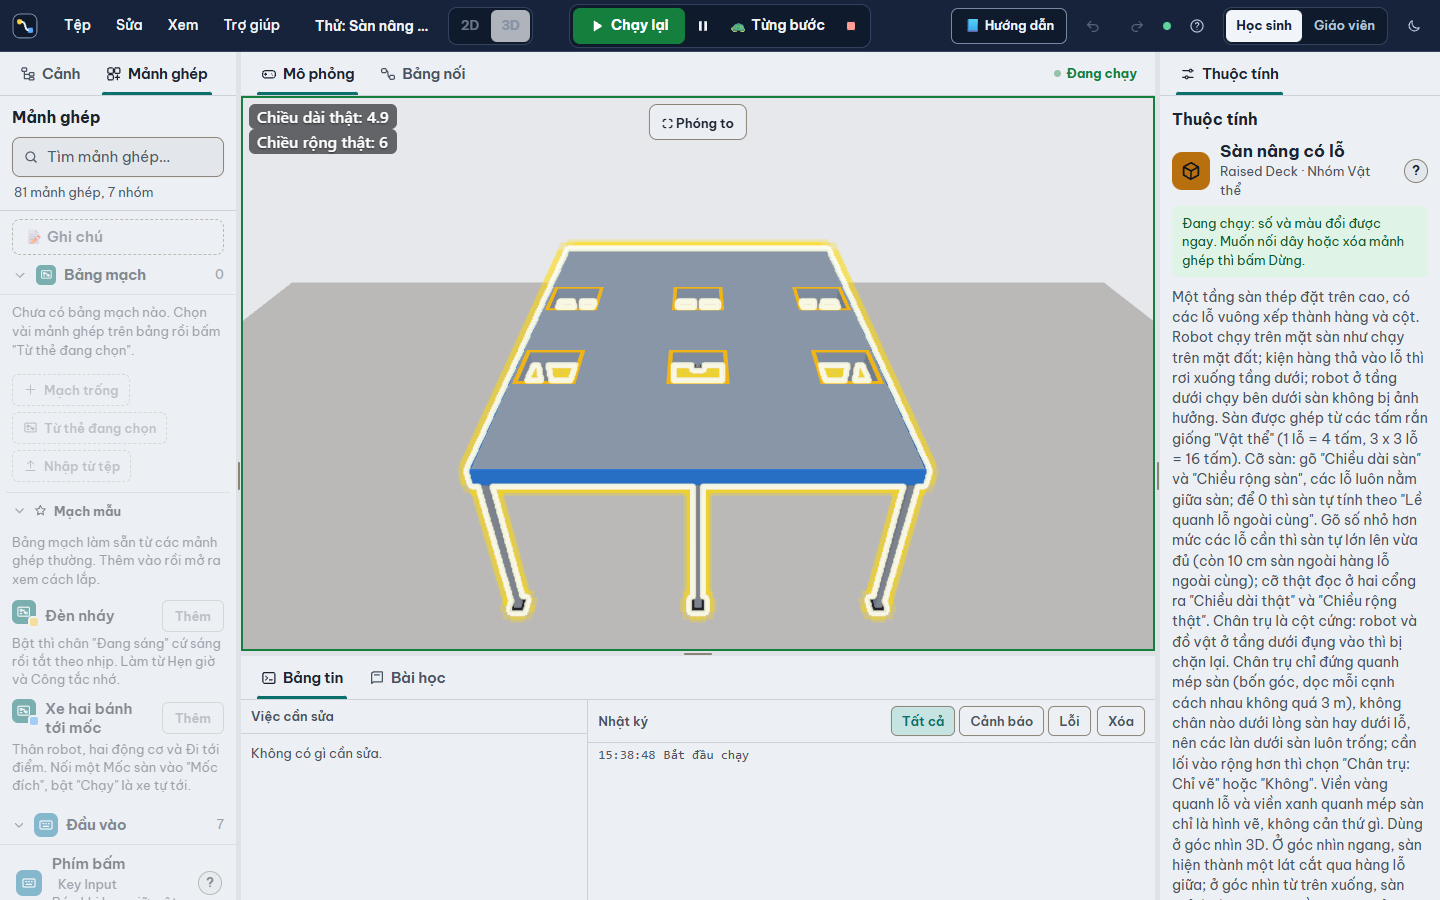 Tệp
Sửa
Xem
Trợ giúp
Thử: Sàn nâng ...
2D
3D
Chạy lại
Từng bước
Hướng dẫn
Học sinh
Giáo viên
Cảnh
Mảnh ghép
Mảnh ghép
Tìm mảnh ghép...
81 mảnh ghép, 7 nhóm
Ghi chú
Bảng mạch
0
Chưa có bảng mạch nào. Chọn
vài mảnh ghép trên bảng rồi bấm
"Từ thẻ đang chọn".
Mạch trống
Từ thẻ đang chọn
Nhập từ tệp
Mạch mẫu
Bảng mạch làm sẵn từ các mảnh
ghép thường. Thêm vào rồi mở ra
xem cách lắp.
Đèn nháy
Thêm
Bật thì chân "Đang sáng" cứ sáng
rồi tắt theo nhịp. Làm từ Hẹn giờ
và Công tắc nhớ.
Xe hai bánh
tới mốc
Thêm
Thân robot, hai động cơ và Đi tới
điểm. Nối một Mốc sàn vào "Mốc
đích", bật "Chạy" là xe tự tới.
Đầu vào
7
Phím bấm
Key Input
?
Mô phỏng
Bảng nối
Đang chạy
Chiều dài thật: 4.9
Chiều rộng thật: 6
Phóng to
Bảng tin
Bài học
Việc cần sửa
Không có gì cần sửa.
Nhật ký
Tất cả
Cảnh báo
Lỗi
Xóa
15:38:48 Bắt đầu chạy
Thuộc tính
Thuộc tính
Sàn nâng có lỗ
Raised Deck · Nhóm Vật
thể
?
Đang chạy: số và màu đổi được
ngay. Muốn nối dây hoặc xóa mảnh
ghép thì bấm Dừng.
Một tầng sàn thép đặt trên cao, có
các lỗ vuông xếp thành hàng và cột.
Robot chạy trên mặt sàn như chạy
trên mặt đất; kiện hàng thả vào lỗ thì
rơi xuống tầng dưới; robot ở tầng
dưới chạy bên dưới sàn không bị ảnh
hưởng. Sàn được ghép từ các tấm rắn
giống "Vật thể" (1 lỗ = 4 tấm, 3 x 3 lỗ
= 16 tấm). Cỡ sàn: gõ "Chiều dài sàn"
và "Chiều rộng sàn", các lỗ luôn nằm
giữa sàn; để 0 thì sàn tự tính theo "Lề
quanh lỗ ngoài cùng". Gõ số nhỏ hơn
mức các lỗ cần thì sàn tự lớn lên vừa
đủ (còn 10 cm sàn ngoài hàng lỗ
ngoài cùng); cỡ thật đọc ở hai cổng
ra "Chiều dài thật" và "Chiều rộng
thật". Chân trụ là cột cứng: robot và
đồ vật ở tầng dưới đụng vào thì bị
chặn lại. Chân trụ chỉ đứng quanh
mép sàn (bốn góc, dọc mỗi cạnh
cách nhau không quá 3 m), không
chân nào dưới lòng sàn hay dưới lỗ,
nên các làn dưới sàn luôn trống; cần
lối vào rộng hơn thì chọn "Chân trụ:
Chỉ vẽ" hoặc "Không". Viền vàng
quanh lỗ và viền xanh quanh mép sàn
chỉ là hình vẽ, không cản thứ gì. Dùng
ở góc nhìn 3D. Ở góc nhìn ngang, sàn
hiện thành một lát cắt qua hàng lỗ
giữa; ở góc nhìn từ trên xuống, sàn